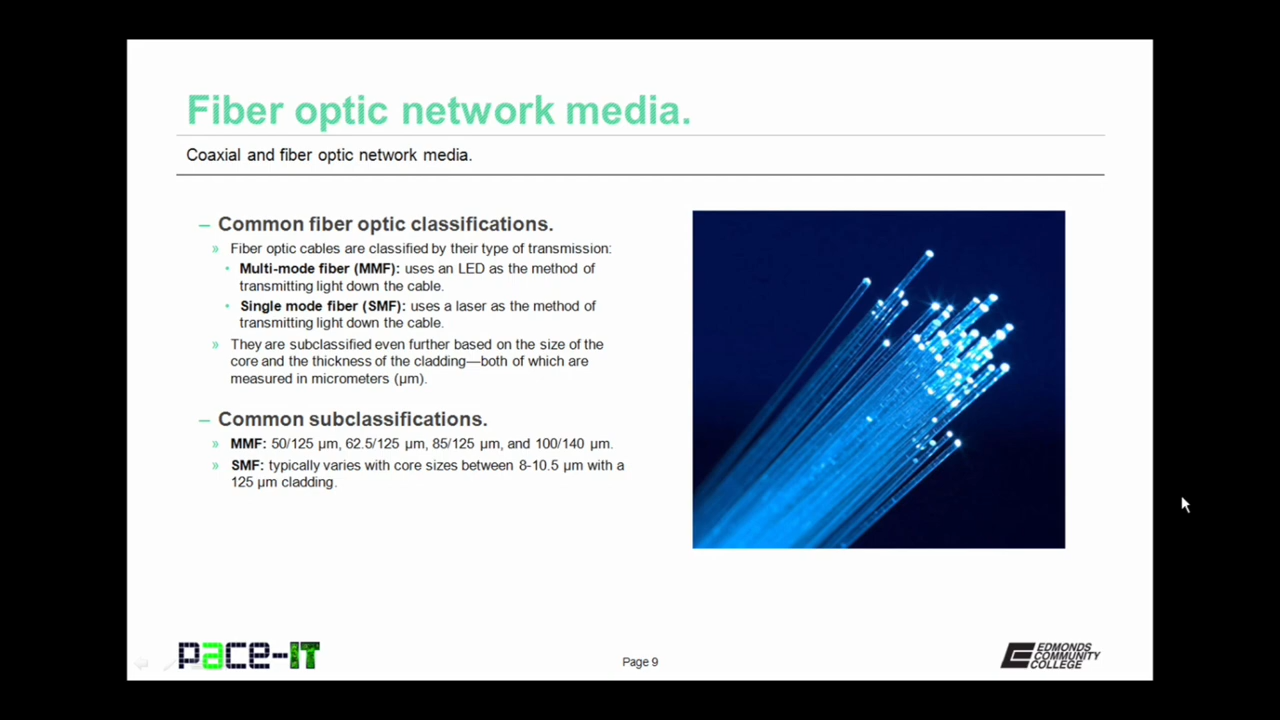 Fiber optic network media.
Coaxial and fiber optic network media.
– Common fiber optic classifications.
» Fiber optic cables are classified by their type of transmission:
• Multi-mode fiber (MMF): uses an LED as the method of
transmitting light down the cable.
• Single mode fiber (SMF): uses a laser as the method of
transmitting light down the cable.
» They are subclassified even further based on the size of the
core and the thickness of the cladding—both of which are
measured in micrometers (µm).
– Common subclassifications.
» MMF: 50/125 µm, 62.5/125 µm, 85/125 µm, and 100/140 µm.
» SMF: typically varies with core sizes between 8-10.5 µm with a
125 µm cladding.
pace-IT
Page 9
EDMONDS
COMMUNITY
COLLEGE